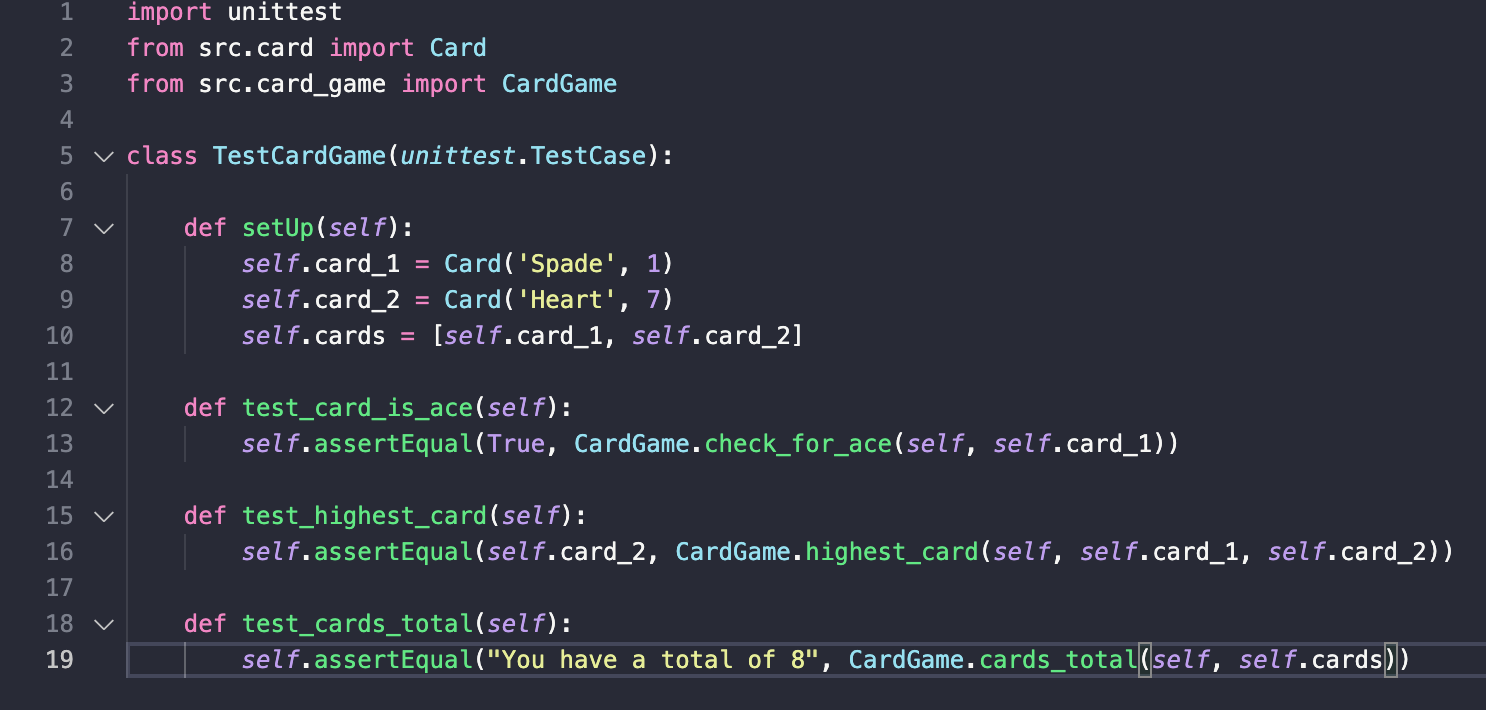 1 import unittest
2 from src.card import Card
3 from src.card_game import CardGame
4
5 class TestCardGame(unittest.TestCase):
6
7     def setUp(self):
8         self.card_1 = Card('Spade', 1)
9         self.card_2 = Card('Heart', 7)
10         self.cards = [self.card_1, self.card_2]
11
12     def test_card_is_ace(self):
13         self.assertEqual(True, CardGame.check_for_ace(self, self.card_1))
14
15     def test_highest_card(self):
16         self.assertEqual(self.card_2, CardGame.highest_card(self, self.card_1, self.card_2))
17
18     def test_cards_total(self):
19         self.assertEqual("You have a total of 8", CardGame.cards_total(self, self.cards))